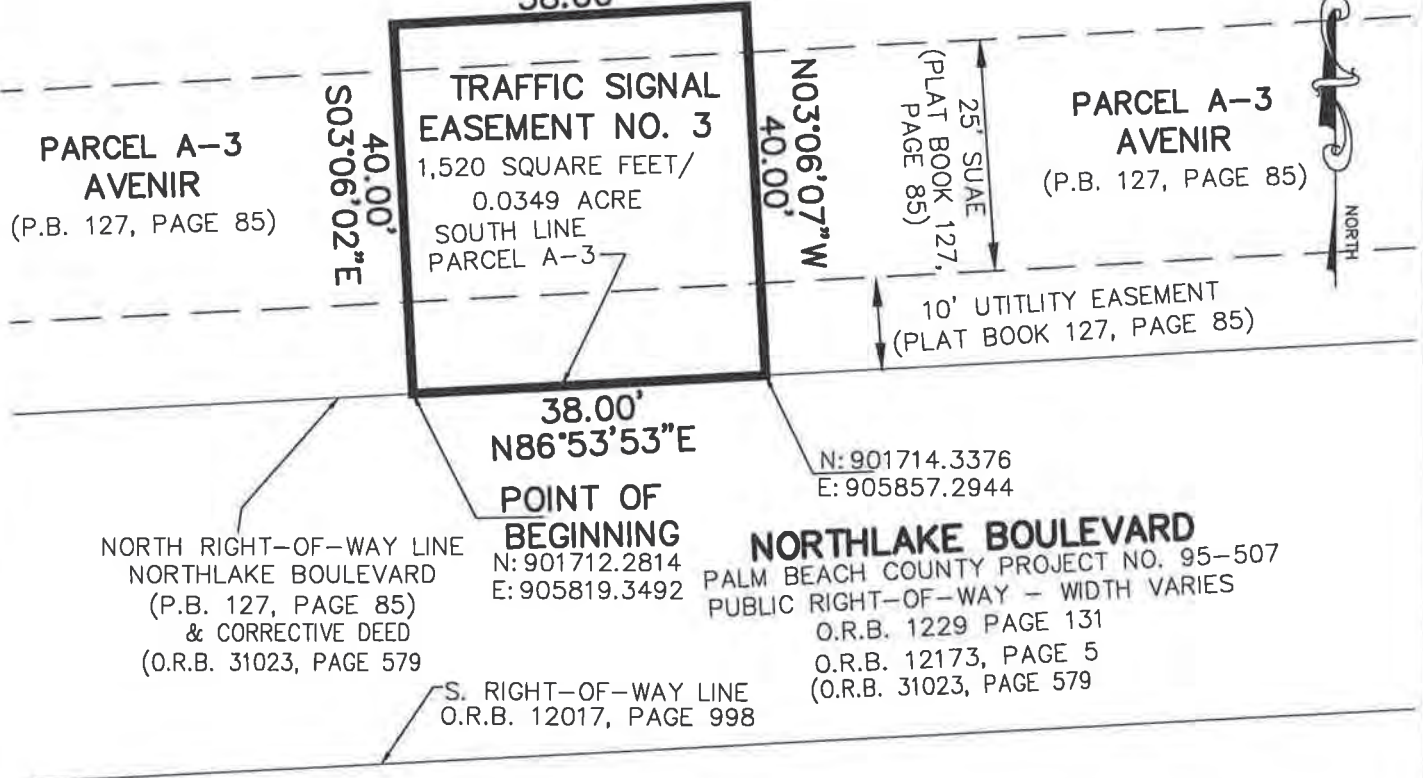 38.00'
TRAFFIC SIGNAL
EASEMENT NO. 3
1,520 SQUARE FEET/
0.0349 ACRE
SOUTH LINE
PARCEL A-3
PARCEL A-3
AVENIR
(P.B. 127, PAGE 85)
S03°06'02"E
40.00'
N03°06'07"W
40.00'
25' SUAE
(PLAT BOOK 127,
PAGE 85)
PARCEL A-3
AVENIR
(P.B. 127, PAGE 85)
NORTH
10' UTITLITY EASEMENT
(PLAT BOOK 127, PAGE 85)
38.00'
N86°53'53"E
POINT OF
BEGINNING
N: 901712.2814
E: 905819.3492
N: 901714.3376
E: 905857.2944
NORTH RIGHT-OF-WAY LINE
NORTHLAKE BOULEVARD
(P.B. 127, PAGE 85)
& CORRECTIVE DEED
(O.R.B. 31023, PAGE 579
NORTHLAKE BOULEVARD
PALM BEACH COUNTY PROJECT NO. 95-507
PUBLIC RIGHT-OF-WAY - WIDTH VARIES
O.R.B. 1229 PAGE 131
O.R.B. 12173, PAGE 5
(O.R.B. 31023, PAGE 579
S. RIGHT-OF-WAY LINE
O.R.B. 12017, PAGE 998